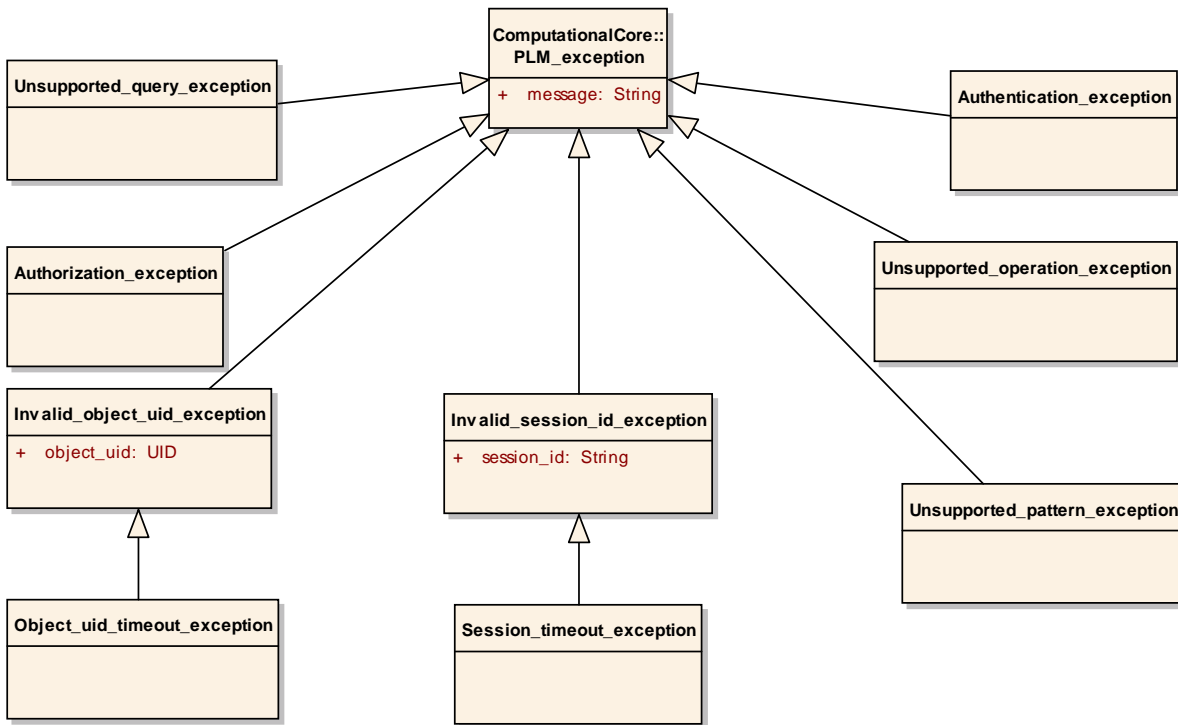 ComputationalCore::
PLM_exception
+ message: String
Unsupported_query_exception
Authentication_exception
Authorization_exception
Unsupported_operation_exception
Invalid_object_uid_exception
+ object_uid: UID
Invalid_session_id_exception
+ session_id: String
Unsupported_pattern_exception
Object_uid_timeout_exception
Session_timeout_exception